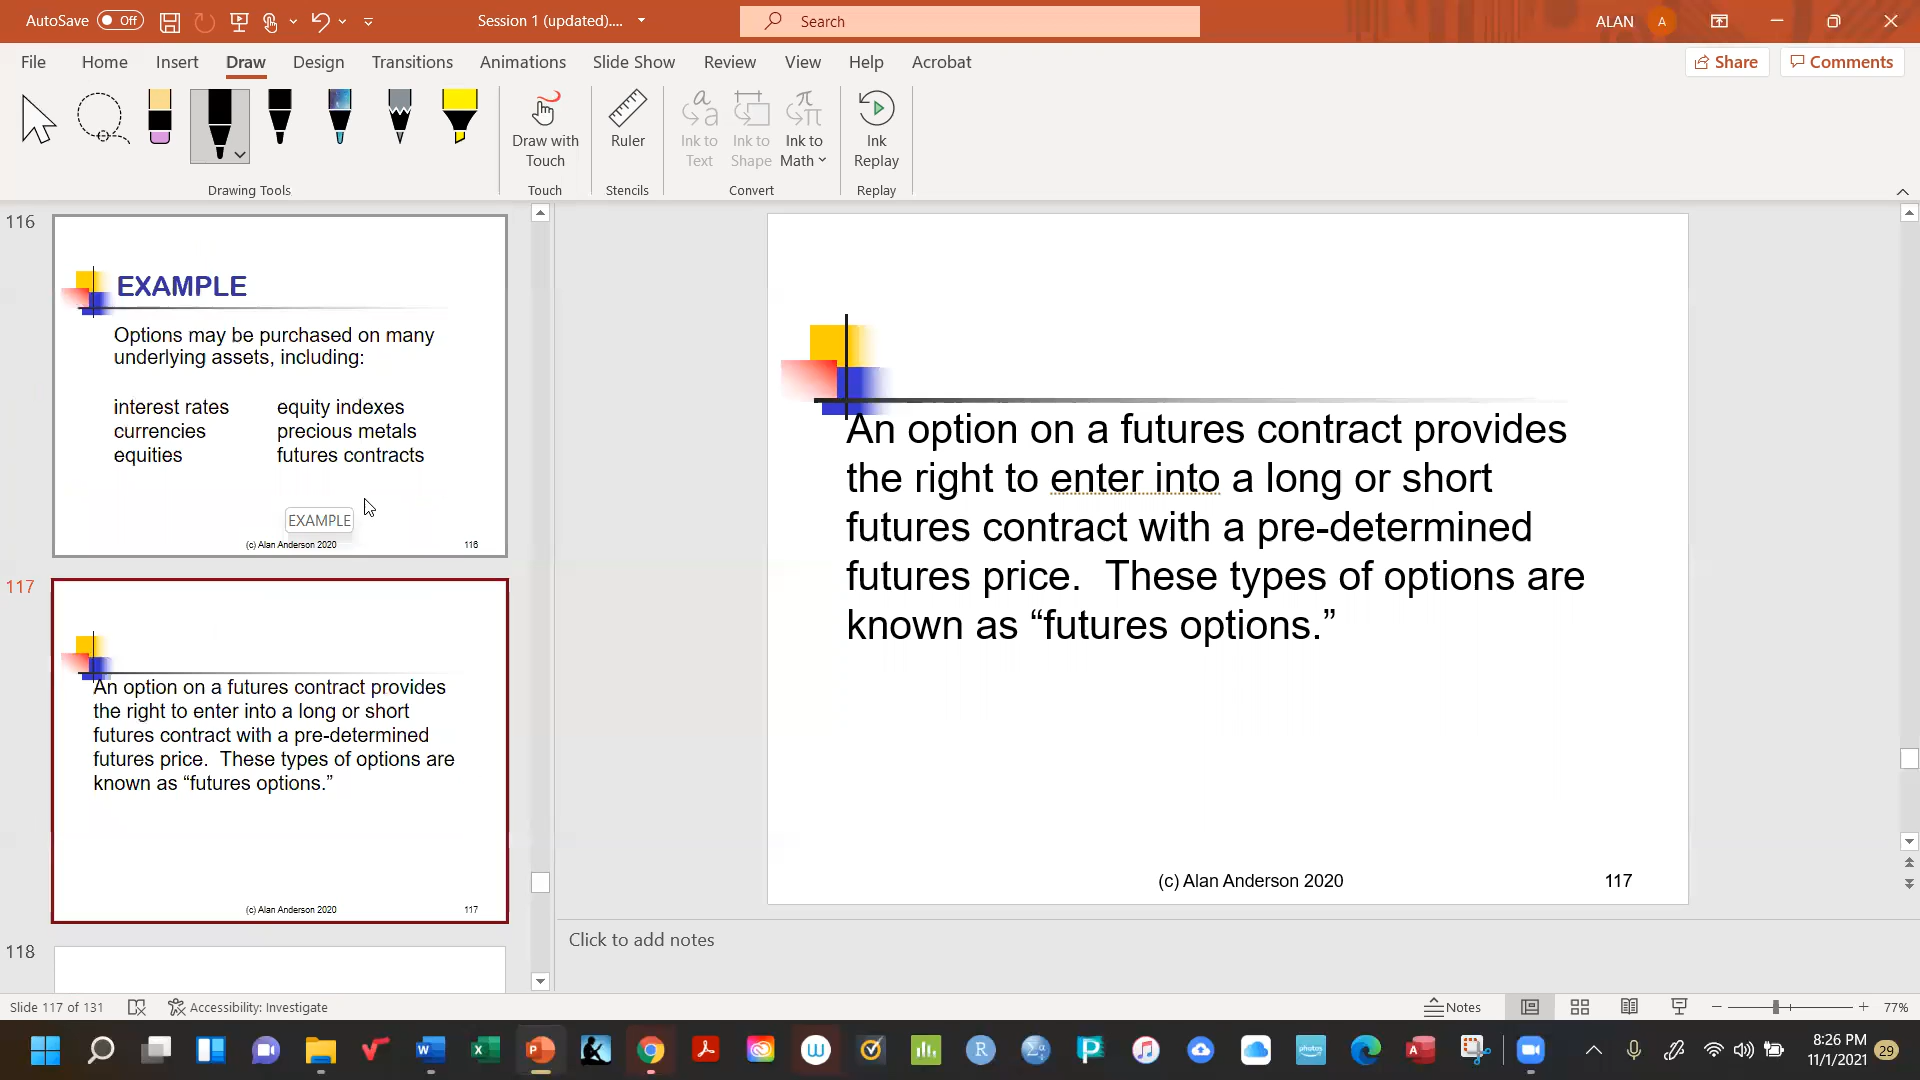 AutoSave Off Session 1 (updated).... Search ALAN A
File Home Insert Draw Design Transitions Animations Slide Show Review View Help Acrobat Share Comments
Draw with Touch
Ruler
Ink to Text
Ink to Shape
Ink to Math
Ink Replay
Drawing Tools Touch Stencils Convert Replay
116
EXAMPLE
Options may be purchased on many
underlying assets, including:
interest rates equity indexes
currencies precious metals
equities futures contracts
EXAMPLE
(c) Alan Anderson 2020 116
117
An option on a futures contract provides
the right to enter into a long or short
futures contract with a pre-determined
futures price.  These types of options are
known as “futures options.”
(c) Alan Anderson 2020 117
118
An option on a futures contract provides
the right to enter into a long or short
futures contract with a pre-determined
futures price.  These types of options are
known as “futures options.”
(c) Alan Anderson 2020 117
Click to add notes
Slide 117 of 131 Accessibility: Investigate Notes 77%
8:26 PM
11/1/2021 29